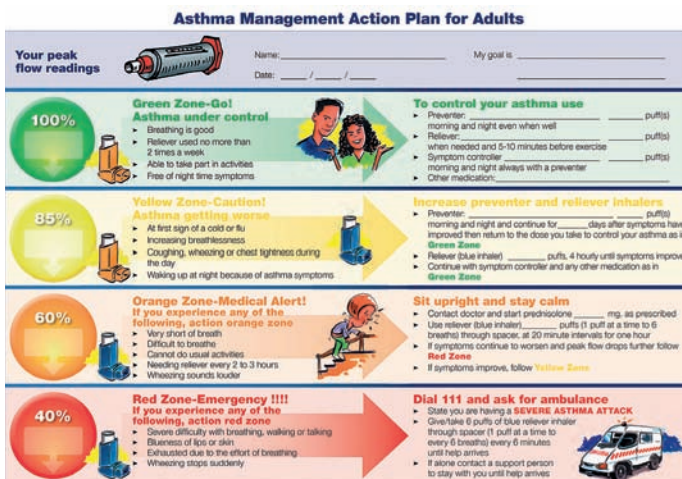 Asthma Management Action Plan for Adults
Your peak
flow readings
Name:
My goal is
Date: / /
100%
Green Zone-Go!
Asthma under control
Breathing is good
Reliever used no more than
2 times a week
Able to take part in activities
Free of night time symptoms
To control your asthma use
Preventer: puff(s)
morning and night even when well
Reliever: puff(s)
when needed and 5-10 minutes before exercise
Symptom controller puff(s)
morning and night always with a preventer
Other medication:
85%
Yellow Zone-Caution!
Asthma getting worse
At first sign of a cold or flu
Increasing breathlessness
Coughing, wheezing or chest tightness during
the day
Waking up at night because of asthma symptoms
Increase preventer and reliever inhalers
Preventer: puff(s)
morning and night and continue for days after symptoms have
improved then return to the dose you take to control your asthma as in
Green Zone
Reliever (blue inhaler) puffs, 4 hourly until symptoms improve
Continue with symptom controller and any other medication as in
Green Zone
60%
Orange Zone-Medical Alert!
If you experience any of the
following, action orange zone
Very short of breath
Difficult to breathe
Cannot do usual activities
Needing reliever every 2 to 3 hours
Wheezing sounds louder
Sit upright and stay calm
Contact doctor and start prednisolone mg. as prescribed
Use reliever (blue inhaler) puffs (1 puff at a time to 6
breaths) through spacer, at 20 minute intervals for one hour
If symptoms continue to worsen and peak flow drops further follow
Red Zone
If symptoms improve, follow Yellow Zone
40%
Red Zone-Emergency !!!!
If you experience any of the
following, action red zone
Severe difficulty with breathing, walking or talking
Blueness of lips or skin
Exhausted due to the effort of breathing
Wheezing stops suddenly
Dial 111 and ask for ambulance
State you are having a SEVERE ASTHMA ATTACK
Give/take 6 puffs of blue reliever inhaler
through spacer (1 puff at a time to
every 6 breaths) every 6 minutes
until help arrives
If alone contact a support person
to stay with you until help arrives